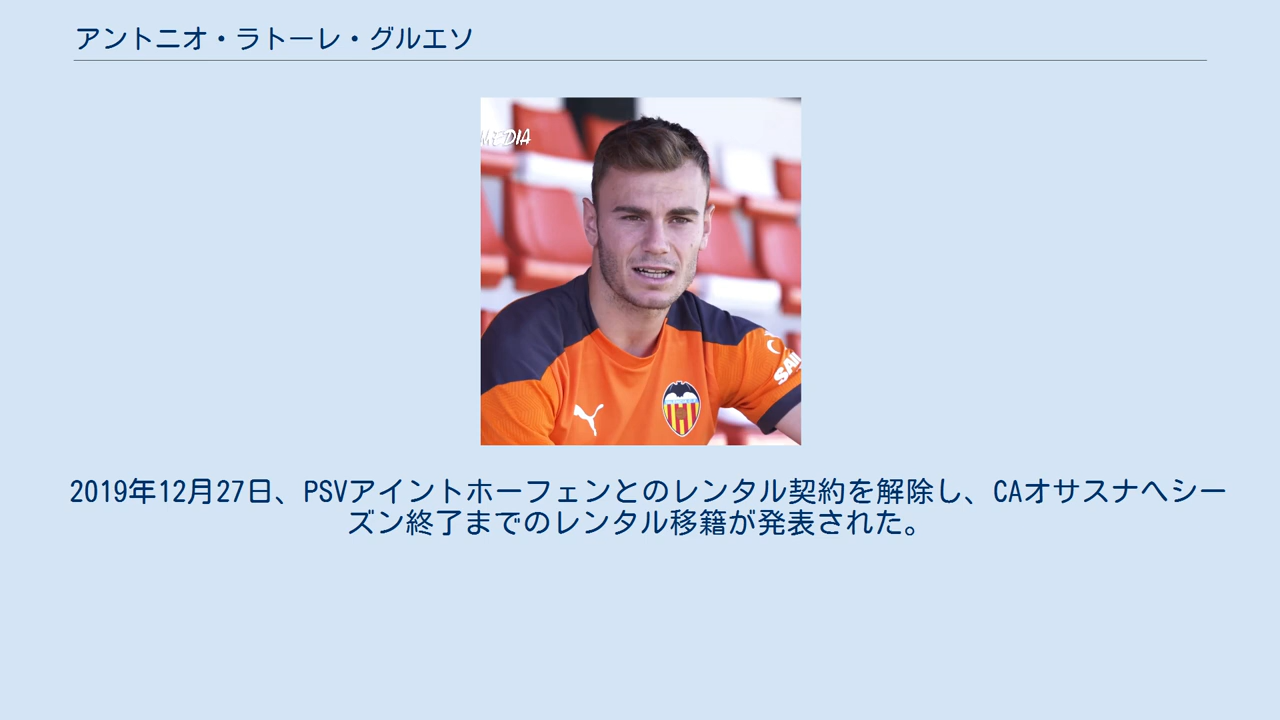 アントニオ・ラトーレ・グルエソ
MEDIA
SAIL
2019年12月27日、PSVアイントホーフェンとのレンタル契約を解除し、CAオサスナへシー
ズン終了までのレンタル移籍が発表された。